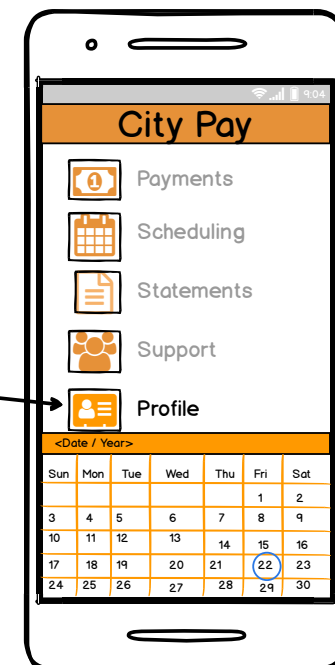 9:04
City Pay
1
Payments
Scheduling
Statements
Support
Profile
<Date / Year>
Sun Mon Tue Wed Thu Fri Sat
1 2
3 4 5 6 7 8 9
10 11 12 13 14 15 16
17 18 19 20 21 22 23
24 25 26 27 28 29 30